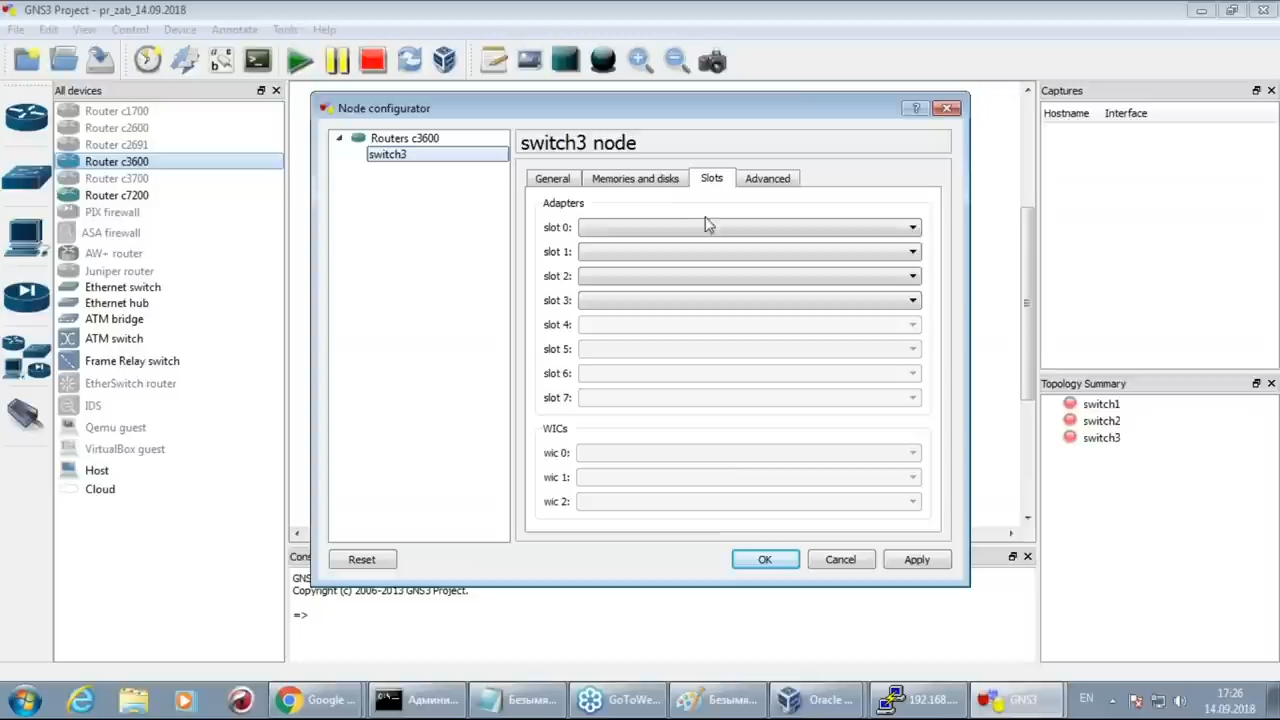 GNS3 Project - pr_zab_14.09.2018
File Edit View Control Device Annotate Tools Help
All devices
Router c1700
Router c2600
Router c2691
Router c3600
Router c3700
Router c7200
PIX firewall
ASA firewall
AW+ router
Juniper router
Ethernet switch
Ethernet hub
ATM bridge
ATM switch
Frame Relay switch
EtherSwitch router
IDS
Qemu guest
VirtualBox guest
Host
Cloud
Node configurator
Routers c3600
switch3
switch3 node
General Memories and disks Slots Advanced
Adapters
slot 0:
slot 1:
slot 2:
slot 3:
slot 4:
slot 5:
slot 6:
slot 7:
WICs
wic 0:
wic 1:
wic 2:
Reset OK Cancel Apply
Captures
Hostname Interface
Topology Summary
switch1
switch2
switch3
Cons
GNS
Copyright (c) 2006-2013 GNS3 Project.
=>
Google ... Админи... Безымя... GoToWe... Безымя... Oracle ... 192.168.... GNS3 EN 17:26
14.09.2018